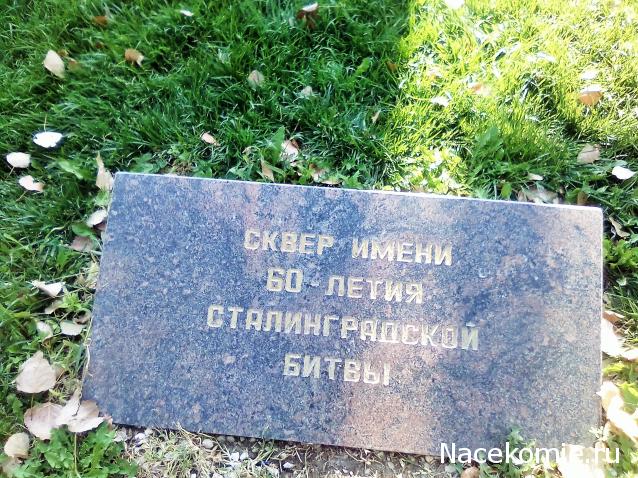 СКВЕР ИМЕНИ
60-ЛЕТИЯ
СТАЛИНГРАДСКОЙ
БИТВЫ
Nacekomie.ru